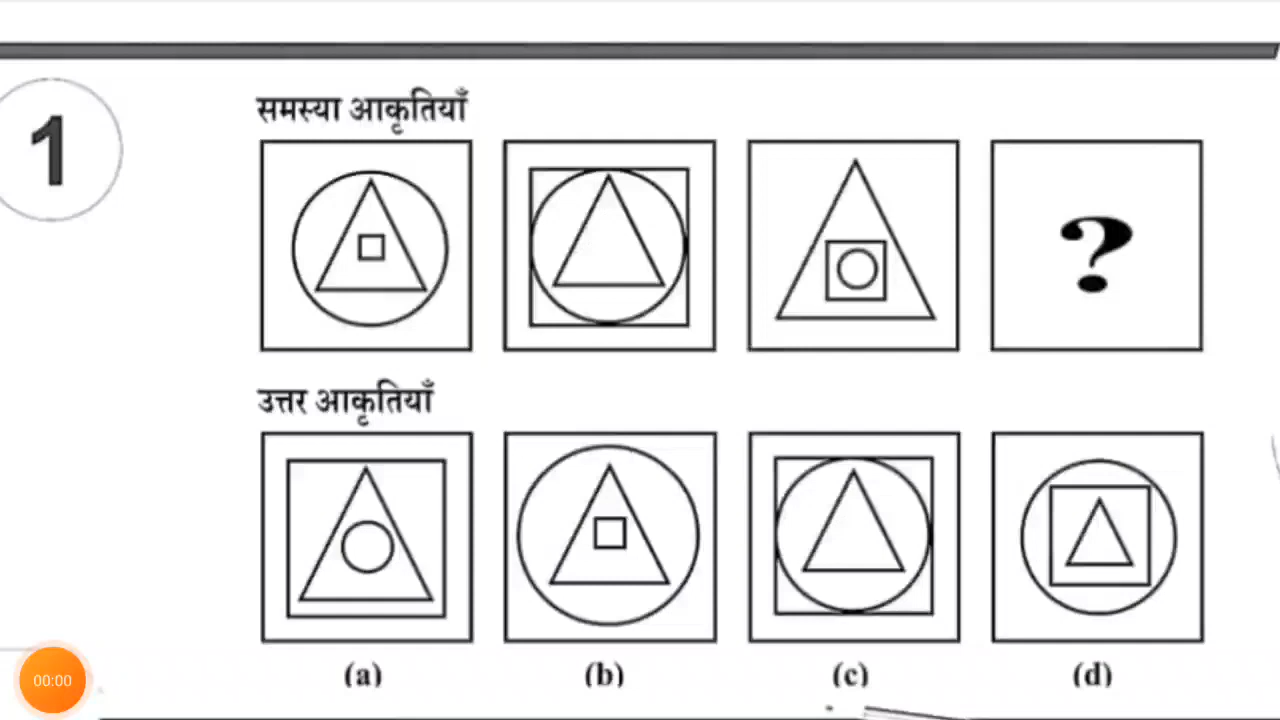 1
समस्या आकृतियाँ
?
उत्तर आकृतियाँ
(a) (b) (c) (d)
00:00